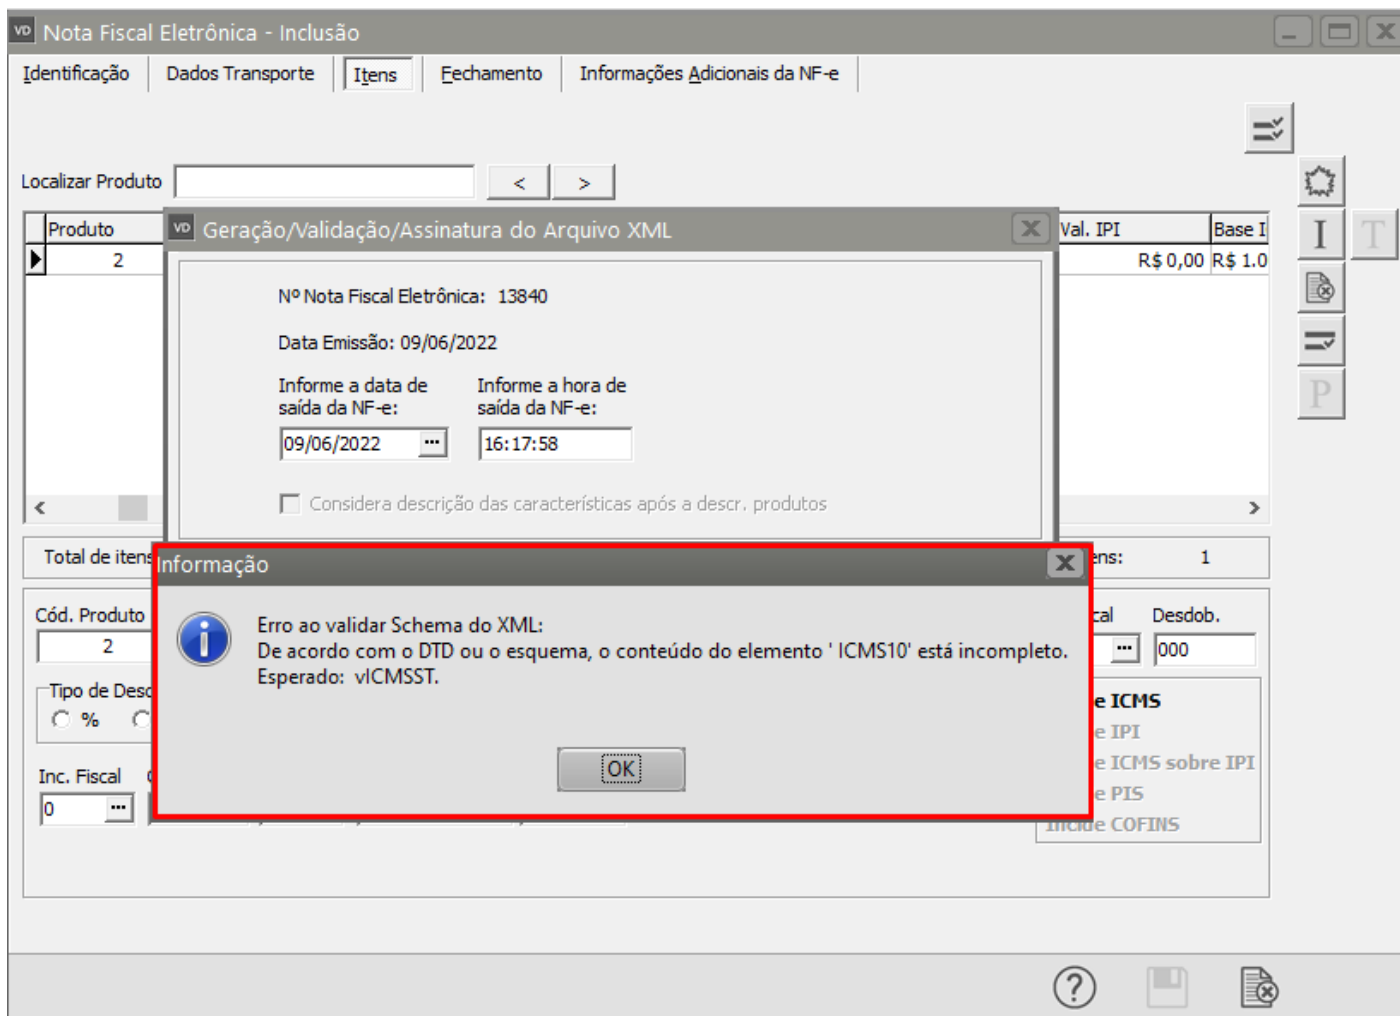 VD Nota Fiscal Eletrônica - Inclusão
Identificação Dados Transporte Itens Fechamento Informações Adicionais da NF-e
Localizar Produto < >
Produto Val. IPI Base I
2 R$ 0,00 R$ 1.0
VD Geração/Validação/Assinatura do Arquivo XML
Nº Nota Fiscal Eletrônica: 13840
Data Emissão: 09/06/2022
Informe a data de Informe a hora de
saída da NF-e: saída da NF-e:
09/06/2022 ... 16:17:58
Considera descrição das características após a descr. produtos
I T
P
Total de itens ens: 1
Informação
Erro ao validar Schema do XML:
De acordo com o DTD ou o esquema, o conteúdo do elemento ' ICMS10' está incompleto.
Esperado: vICMSST.
OK
Cód. Produto cal Desdob.
2 ... 000
Tipo de Desc e ICMS
% e IPI
e ICMS sobre IPI
Inc. Fiscal e PIS
0 ... Incide COFINS
?